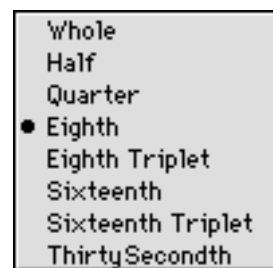 Whole
Half
Quarter
Eighth
Eighth Triplet
Sixteenth
Sixteenth Triplet
ThirtySecondth